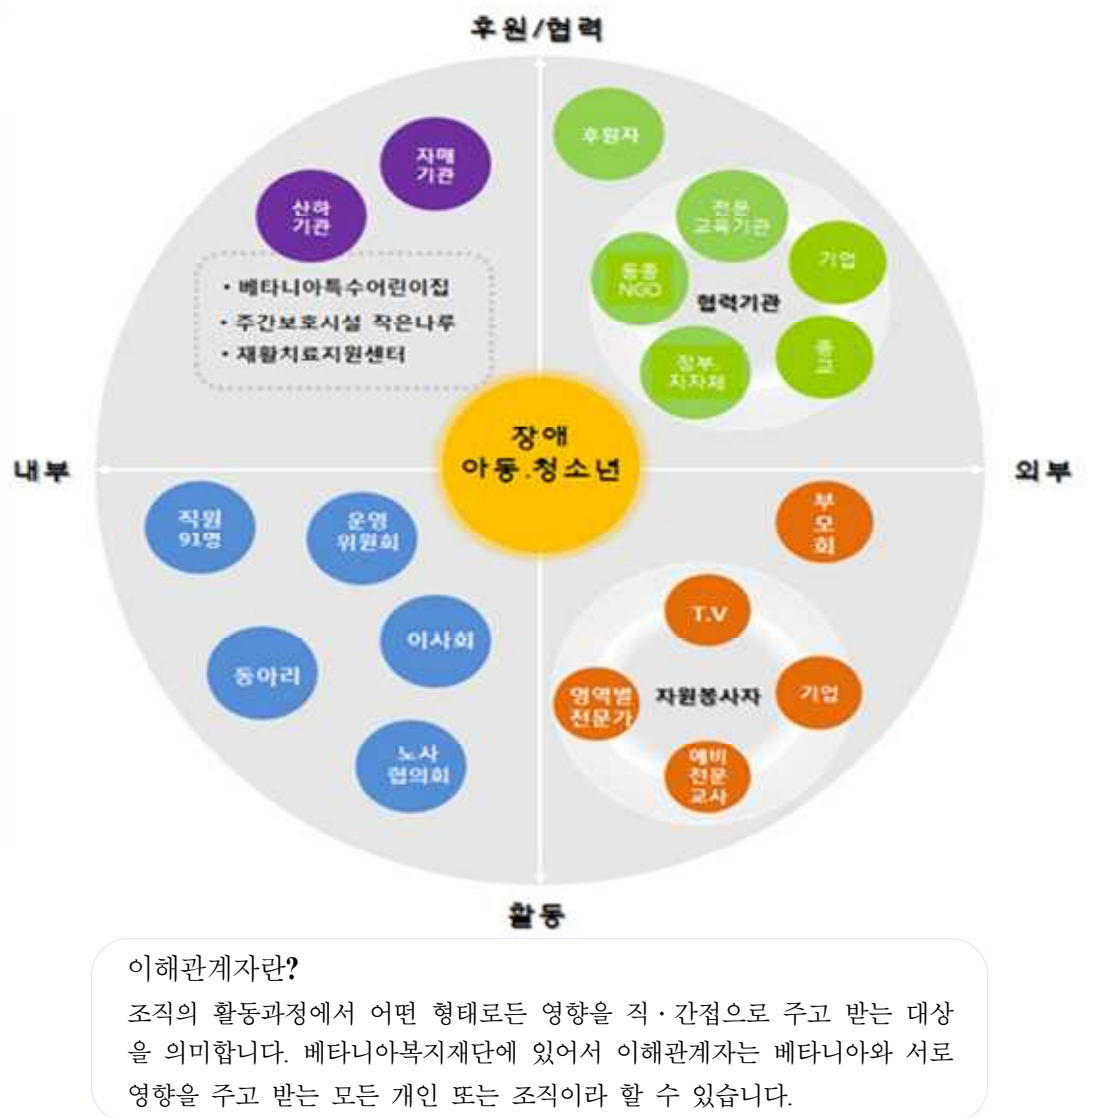 후원/협력
후원자
자매
기관
산하
기관
전문
교육기관
기업
동종
NGO
협력기관
• 베타니아특수어린이집
• 주간보호시설 작은나루
• 재활치료지원센터
종
교
정부.
지자체
장애
아동.청소년
내부
외부
직원
91명
운영
위원회
부
모
회
이사회
T.V
동아리
영역별
전문가
자원봉사자
기업
노사
협의회
예비
전문
교사
활동
이해관계자란?
조직의 활동과정에서 어떤 형태로든 영향을 직·간접으로 주고 받는 대상
을 의미합니다. 베타니아복지재단에 있어서 이해관계자는 베타니아와 서로
영향을 주고 받는 모든 개인 또는 조직이라 할 수 있습니다.